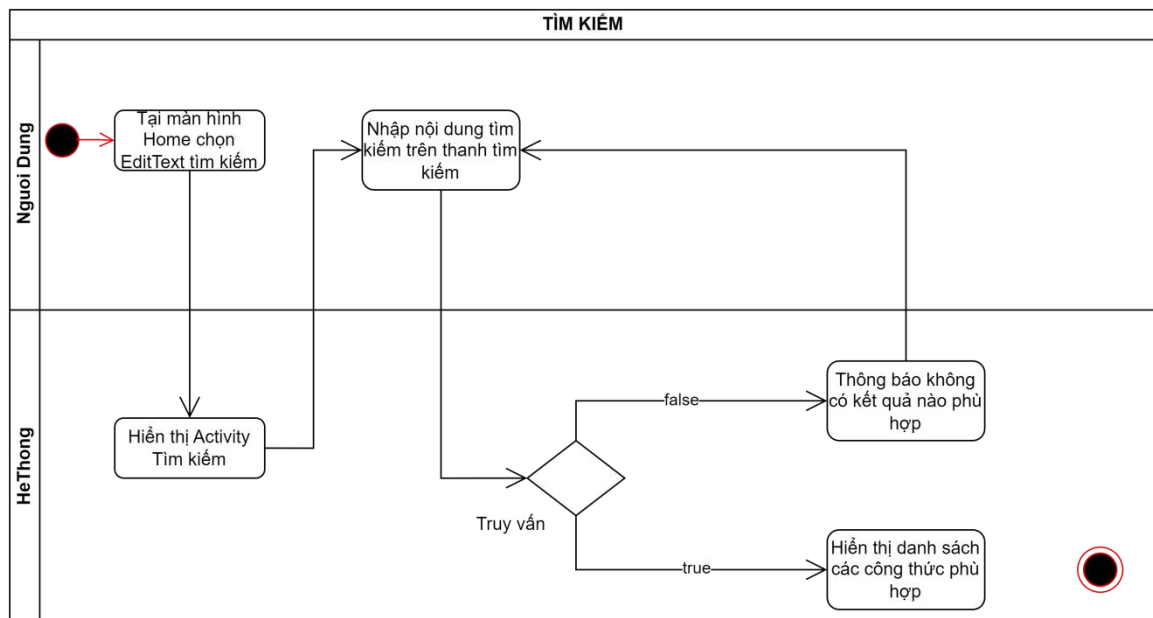 TÌM KIẾM
Nguoi Dung
Tại màn hình
Home chọn
EditText tìm kiếm
Nhập nội dung tìm
kiếm trên thanh tìm
kiếm
HeThong
Hiển thị Activity
Tìm kiếm
Truy vấn
false
Thông báo không
có kết quả nào phù
hợp
true
Hiển thị danh sách
các công thức phù
hợp